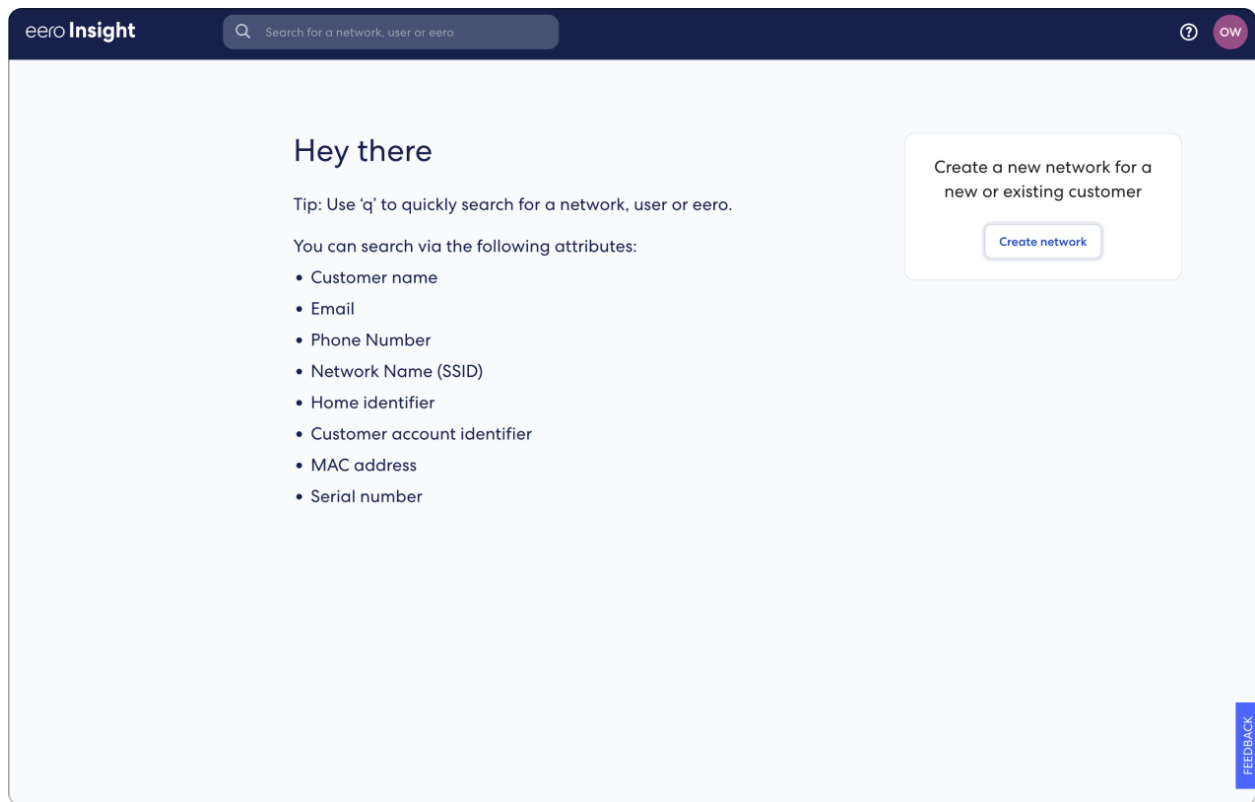 eero Insight
Search for a network, user or eero
?
OW
Hey there
Tip: Use ‘q’ to quickly search for a network, user or eero.
You can search via the following attributes:
• Customer name
• Email
• Phone Number
• Network Name (SSID)
• Home identifier
• Customer account identifier
• MAC address
• Serial number
Create a new network for a
new or existing customer
Create network
FEEDBACK